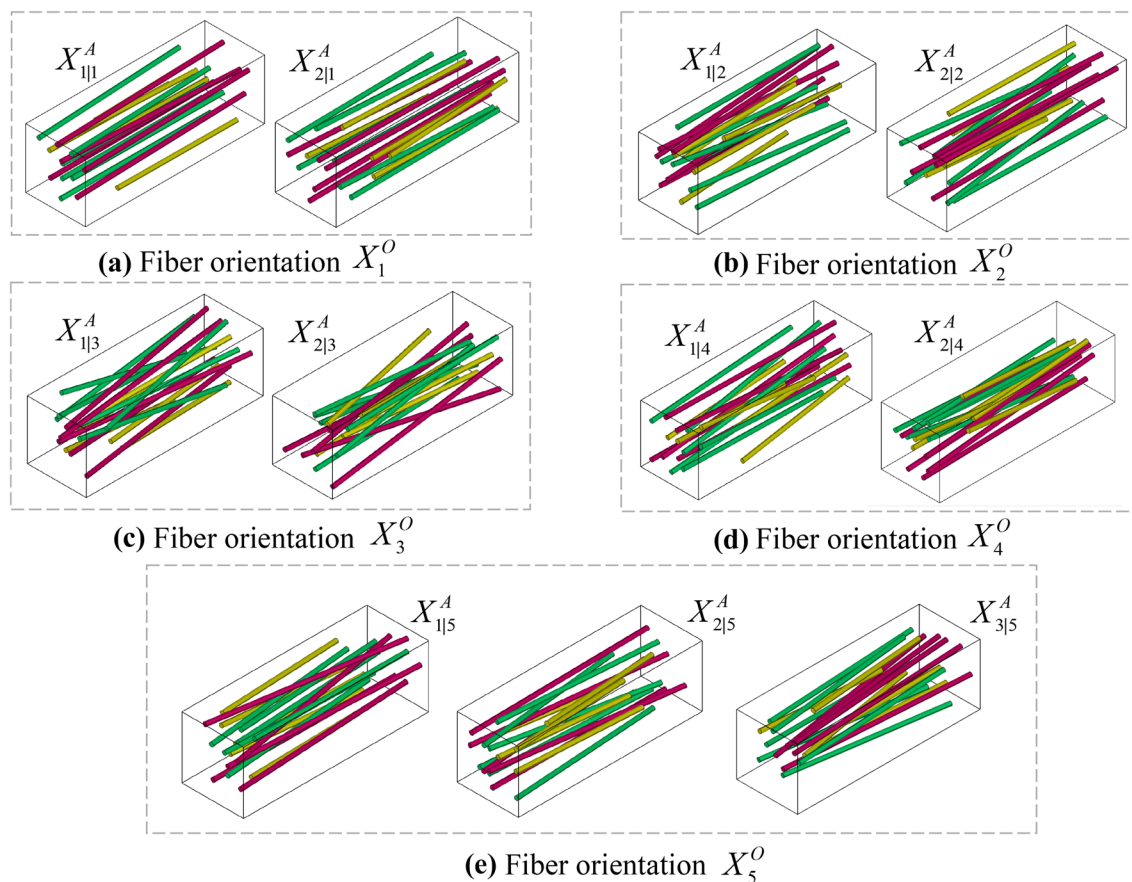 X^A_{1|1} X^A_{2|1}
X^A_{1|2} X^A_{2|2}
(a) Fiber orientation X^O_1
(b) Fiber orientation X^O_2
X^A_{1|3} X^A_{2|3}
X^A_{1|4} X^A_{2|4}
(c) Fiber orientation X^O_3
(d) Fiber orientation X^O_4
X^A_{1|5} X^A_{2|5} X^A_{3|5}
(e) Fiber orientation X^O_5